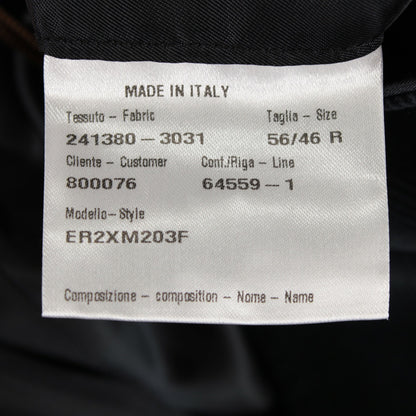 MADE IN ITALY
Tessuto - Fabric Taglia - Size
241380 - 3031 56/46 R
Cliente - Customer Conf./Riga - Line
800076 64559 - 1
Modello - Style
ER2XM203F
Composizione - composition - Nome - Name